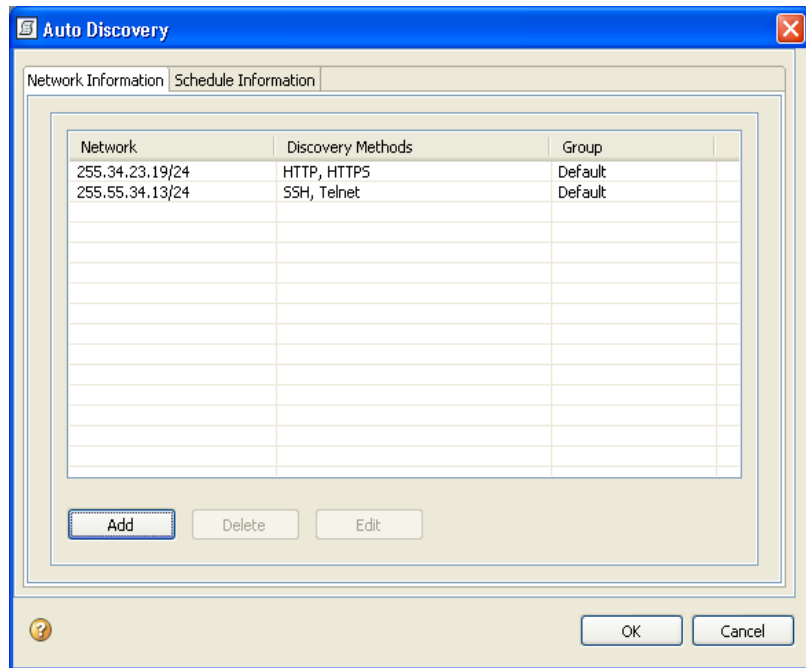 Auto Discovery
Network Information Schedule Information
Network Discovery Methods Group
255.34.23.19/24 HTTP, HTTPS Default
255.55.34.13/24 SSH, Telnet Default
Add Delete Edit
OK Cancel